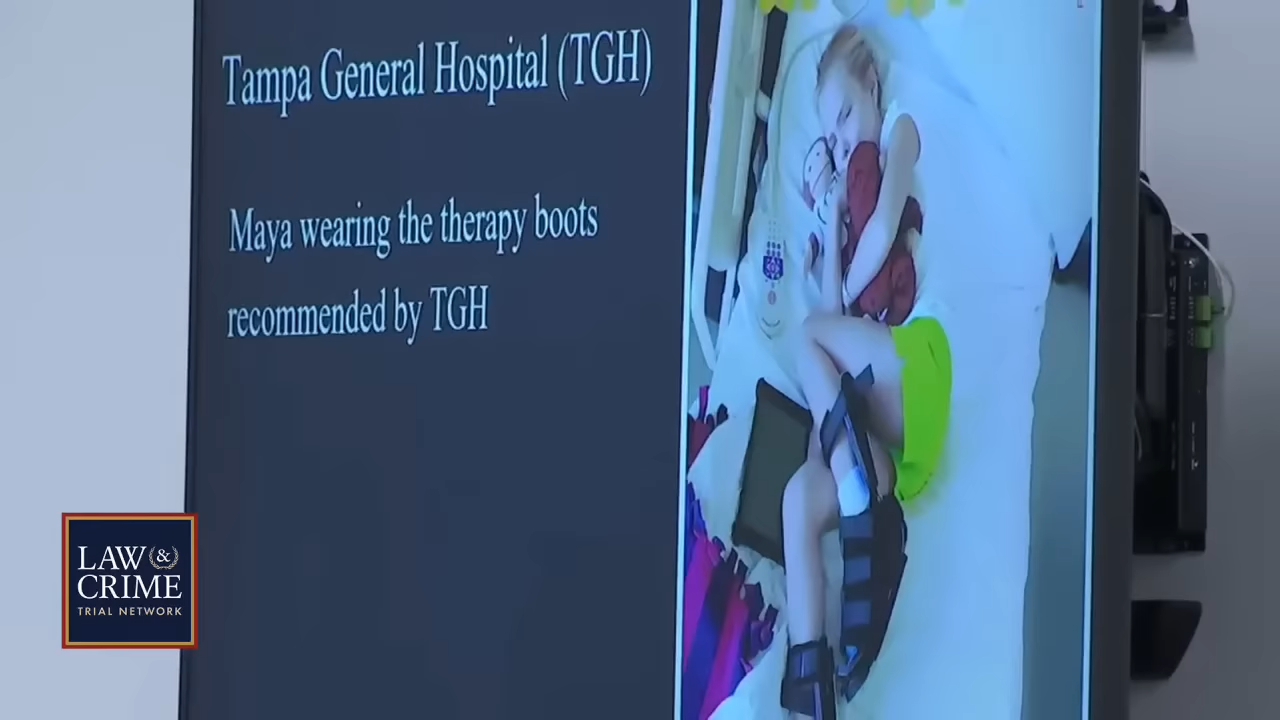 Tampa General Hospital (TGH)
Maya wearing the therapy boots
recommended by TGH
LAW &
CRIME
TRIAL NETWORK